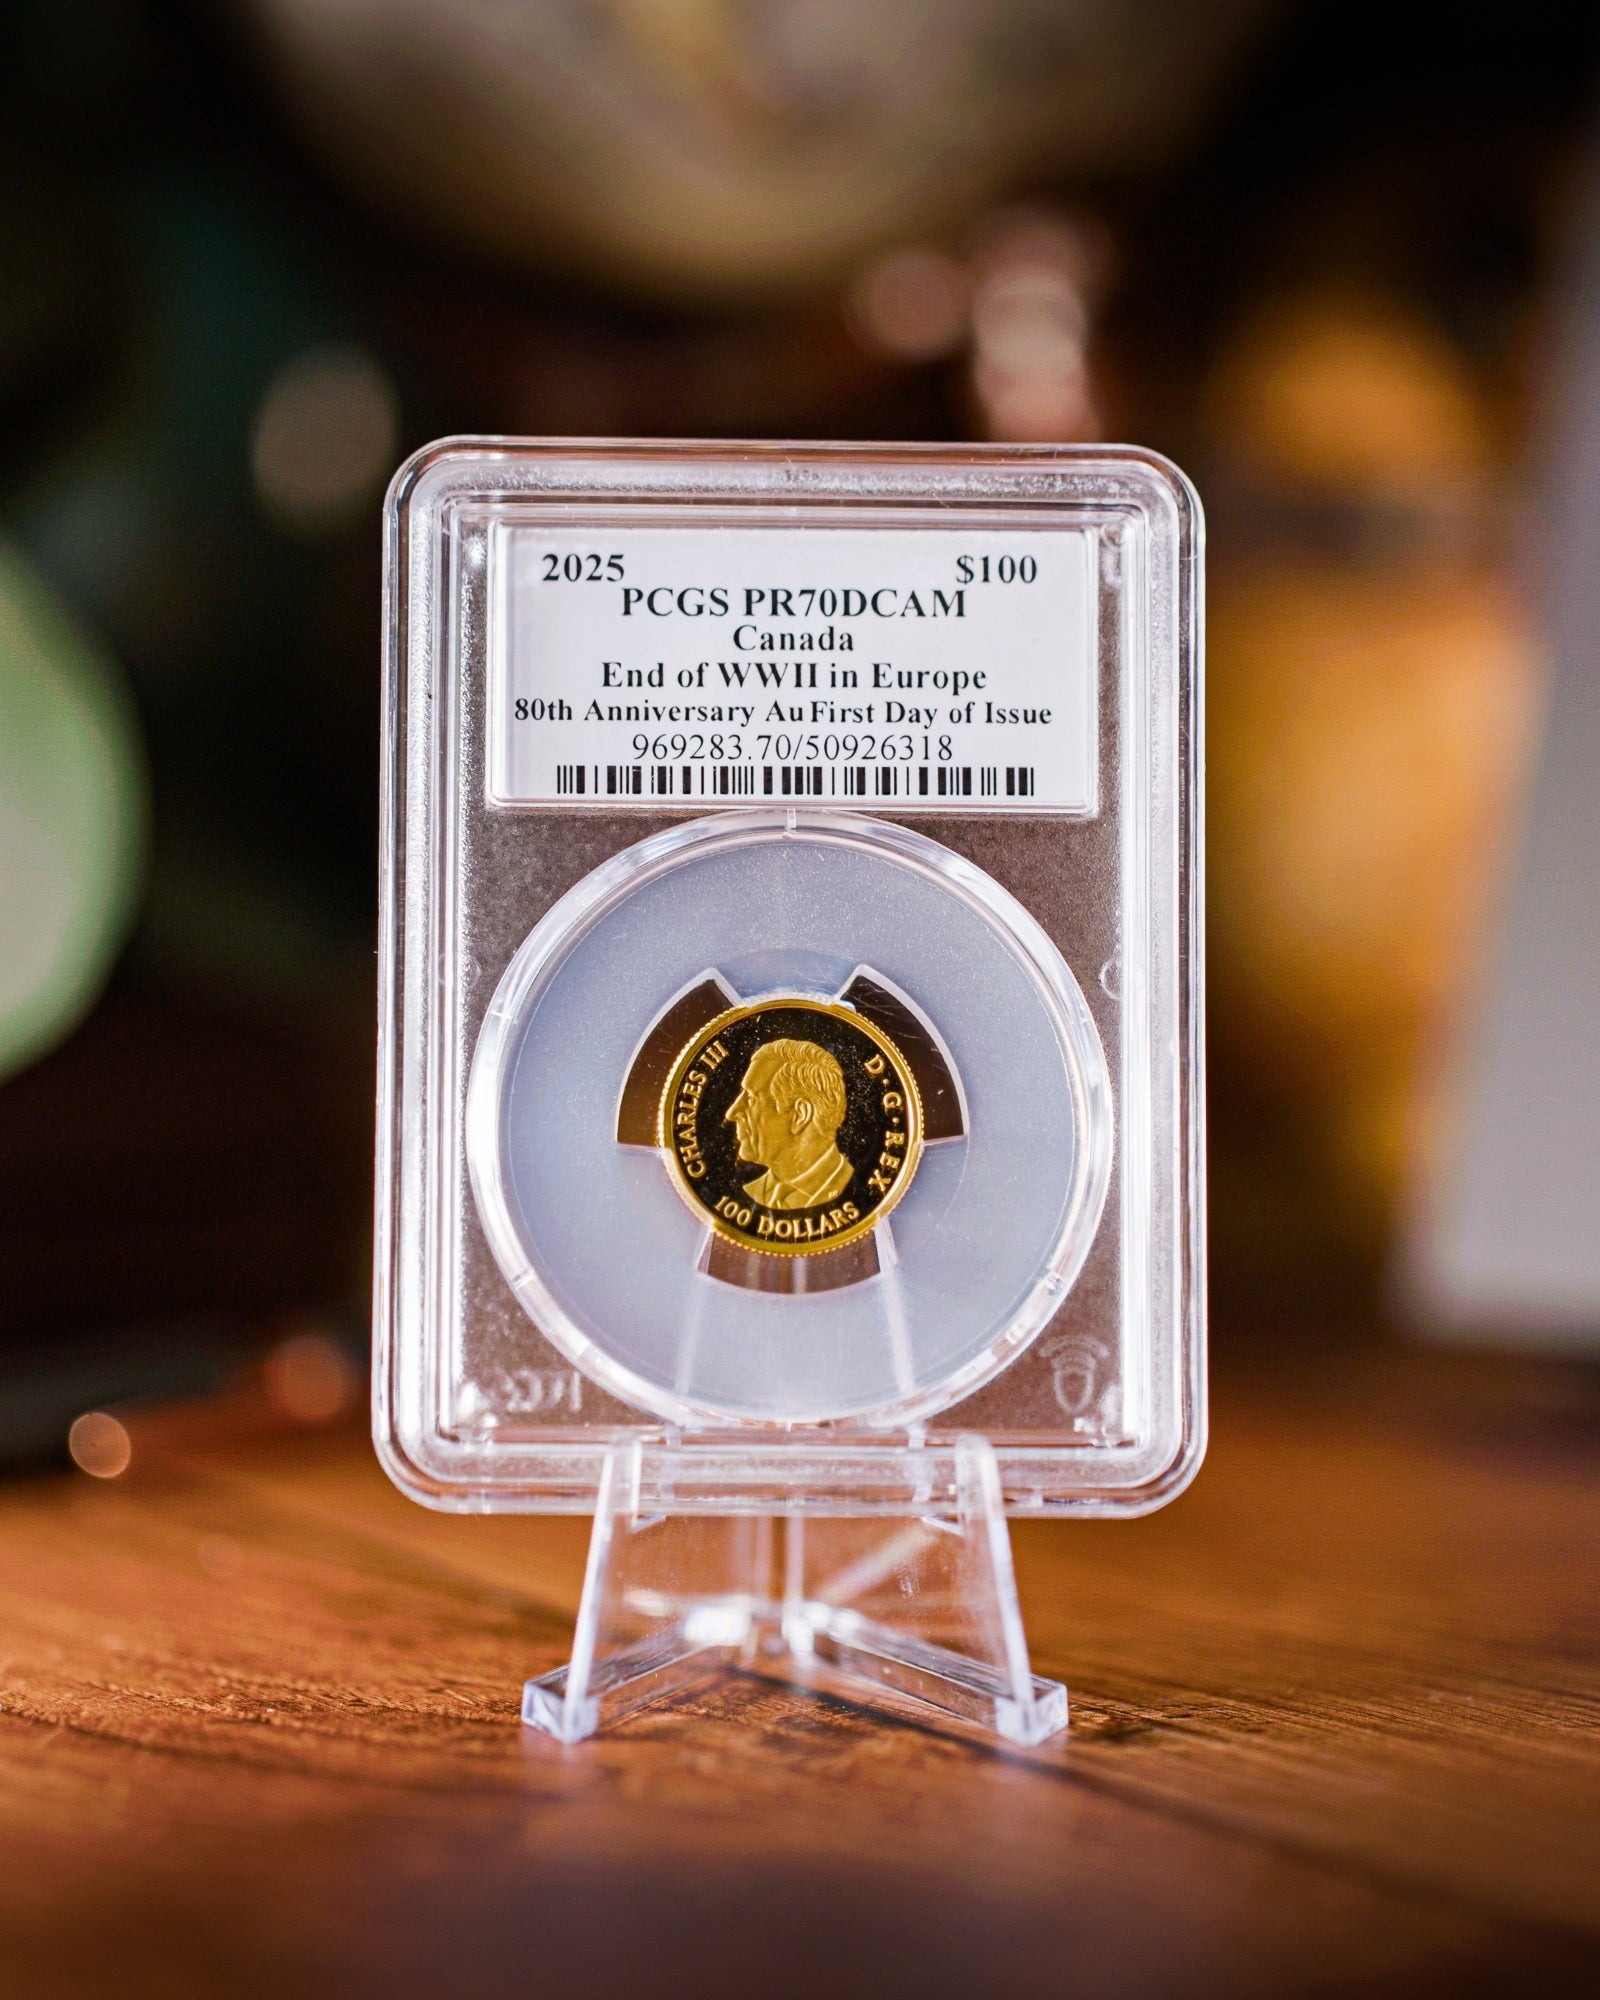 2025 $100
PCGS PR70DCAM
Canada
End of WWII in Europe
80th Anniversary Au First Day of Issue
969283.70/50926318
CHARLES III D·G·REX
100 DOLLARS